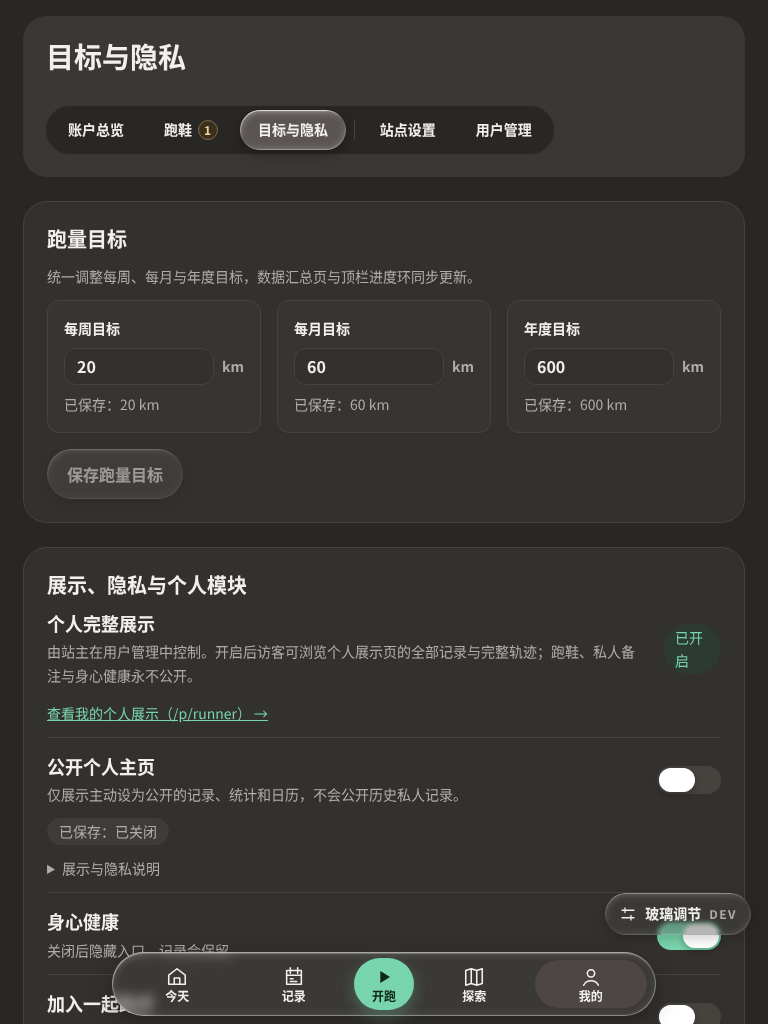 目标与隐私
账户总览 跑鞋 1 目标与隐私 站点设置 用户管理
跑量目标
统一调整每周、每月与年度目标，数据汇总页与顶栏进度环同步更新。
每周目标 每月目标 年度目标
20 km 60 km 600 km
已保存：20 km 已保存：60 km 已保存：600 km
保存跑量目标
展示、隐私与个人模块
个人完整展示
由站主在用户管理中控制。开启后访客可浏览个人展示页的全部记录与完整轨迹；跑鞋、私人备
注与身心健康永不公开。
已开
启
查看我的个人展示（/p/runner） →
公开个人主页
仅展示主动设为公开的记录、统计和日历，不会公开历史私人记录。
已保存：已关闭
展示与隐私说明
玻璃调节 DEV
身心健康
关闭后隐藏入口，记录会保留
加入一起
今天 记录 开跑 探索 我的